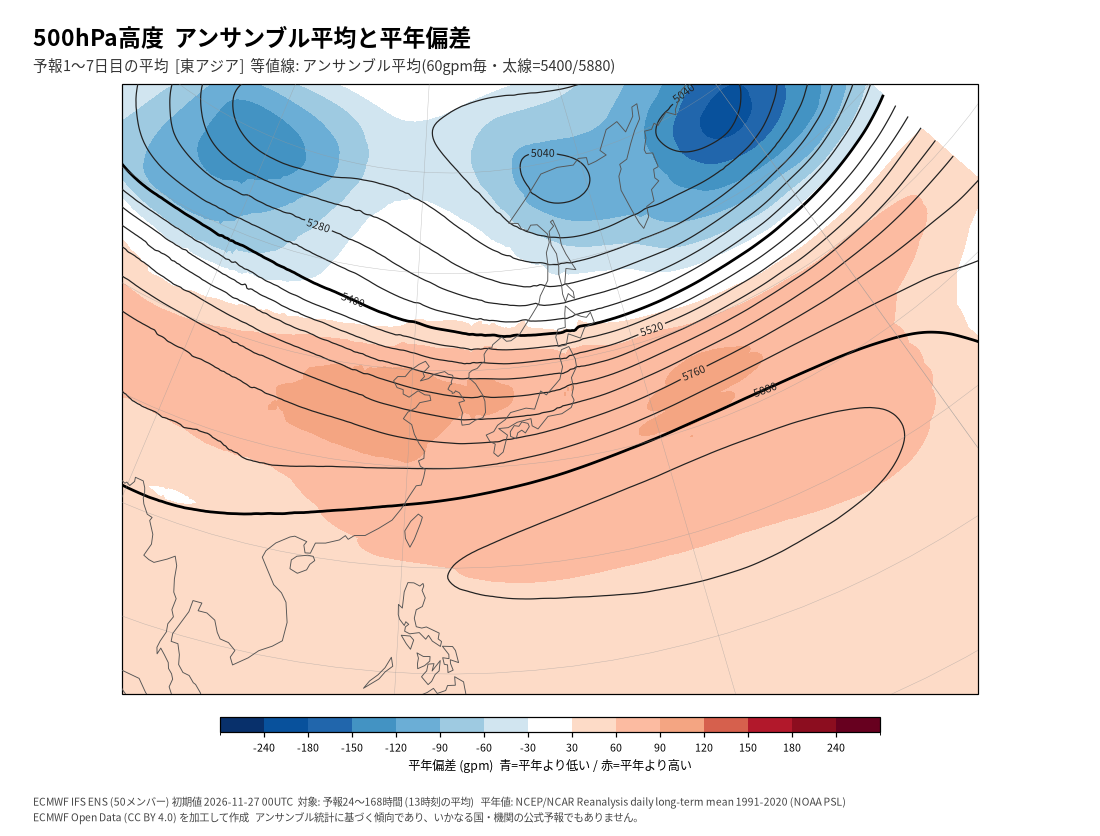 500hPa高度 アンサンブル平均と平年偏差
予報1〜7日目の平均 [東アジア] 等値線: アンサンブル平均(60gpm毎・太線=5400/5880)
5040
5040
5280
5400
5520
5760
5880
-240 -180 -150 -120 -90 -60 -30 30 60 90 120 150 180 240
平年偏差 (gpm) 青=平年より低い / 赤=平年より高い
ECMWF IFS ENS (50メンバー) 初期値 2026-11-27 00UTC 対象: 予報24〜168時間 (13時刻の平均) 平年値: NCEP/NCAR Reanalysis daily long-term mean 1991-2020 (NOAA PSL)
ECMWF Open Data (CC BY 4.0) を加工して作成 アンサンブル統計に基づく傾向であり、いかなる国・機関の公式予報でもありません。